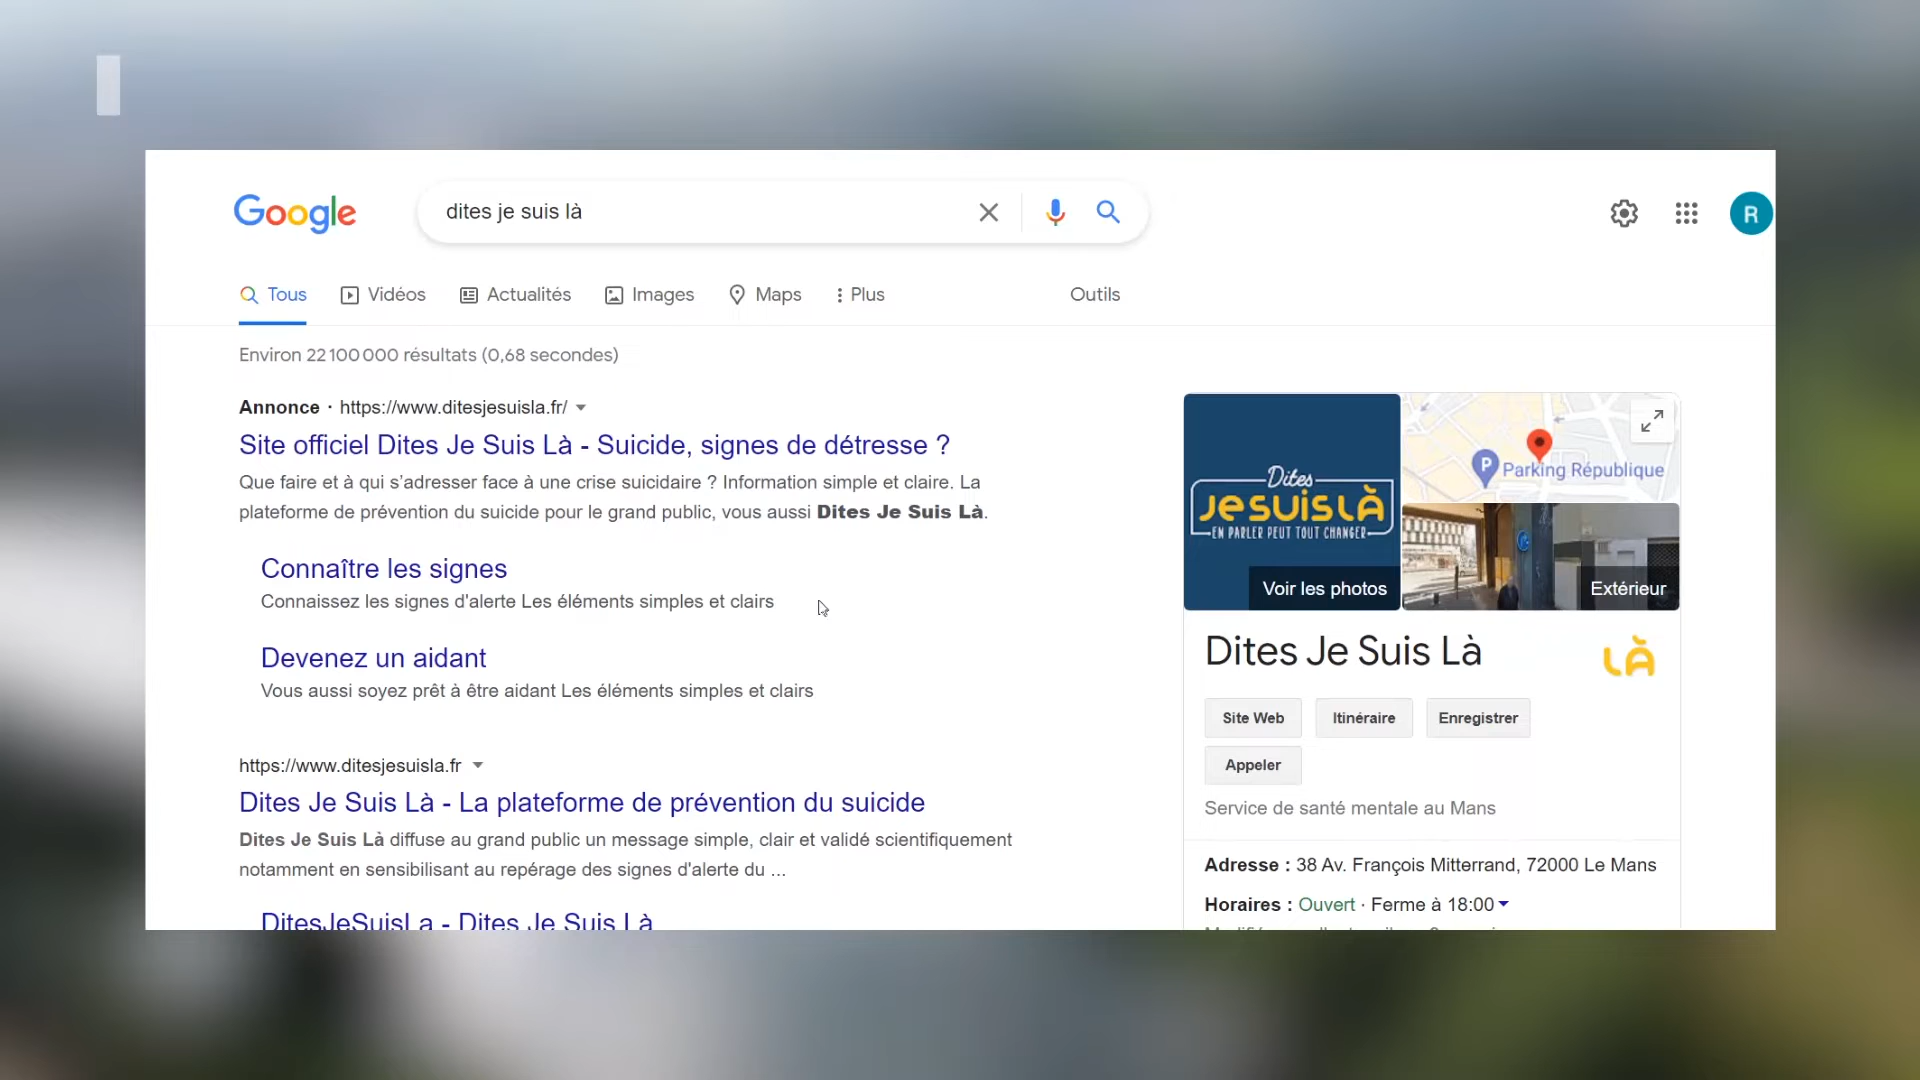 Google
dites je suis là
R
Tous
Vidéos
Actualités
Images
Maps
Plus
Outils
Environ 22 100 000 résultats (0,68 secondes)
Annonce · https://www.ditesjesuisla.fr/
Site officiel Dites Je Suis Là - Suicide, signes de détresse ?
Que faire et à qui s’adresser face à une crise suicidaire ? Information simple et claire. La
plateforme de prévention du suicide pour le grand public, vous aussi Dites Je Suis Là.
Connaître les signes
Connaissez les signes d'alerte Les éléments simples et clairs
Devenez un aidant
Vous aussi soyez prêt à être aidant Les éléments simples et clairs
https://www.ditesjesuisla.fr
Dites Je Suis Là - La plateforme de prévention du suicide
Dites Je Suis Là diffuse au grand public un message simple, clair et validé scientifiquement
notamment en sensibilisant au repérage des signes d'alerte du ...
DitesJeSuisLa - Dites Je Suis Là
Dites
JE SUIS LÀ
EN PARLER PEUT TOUT CHANGER
Voir les photos
P Parking République
Extérieur
Dites Je Suis Là
LÀ
Site Web
Itinéraire
Enregistrer
Appeler
Service de santé mentale au Mans
Adresse : 38 Av. François Mitterrand, 72000 Le Mans
Horaires : Ouvert · Ferme à 18:00